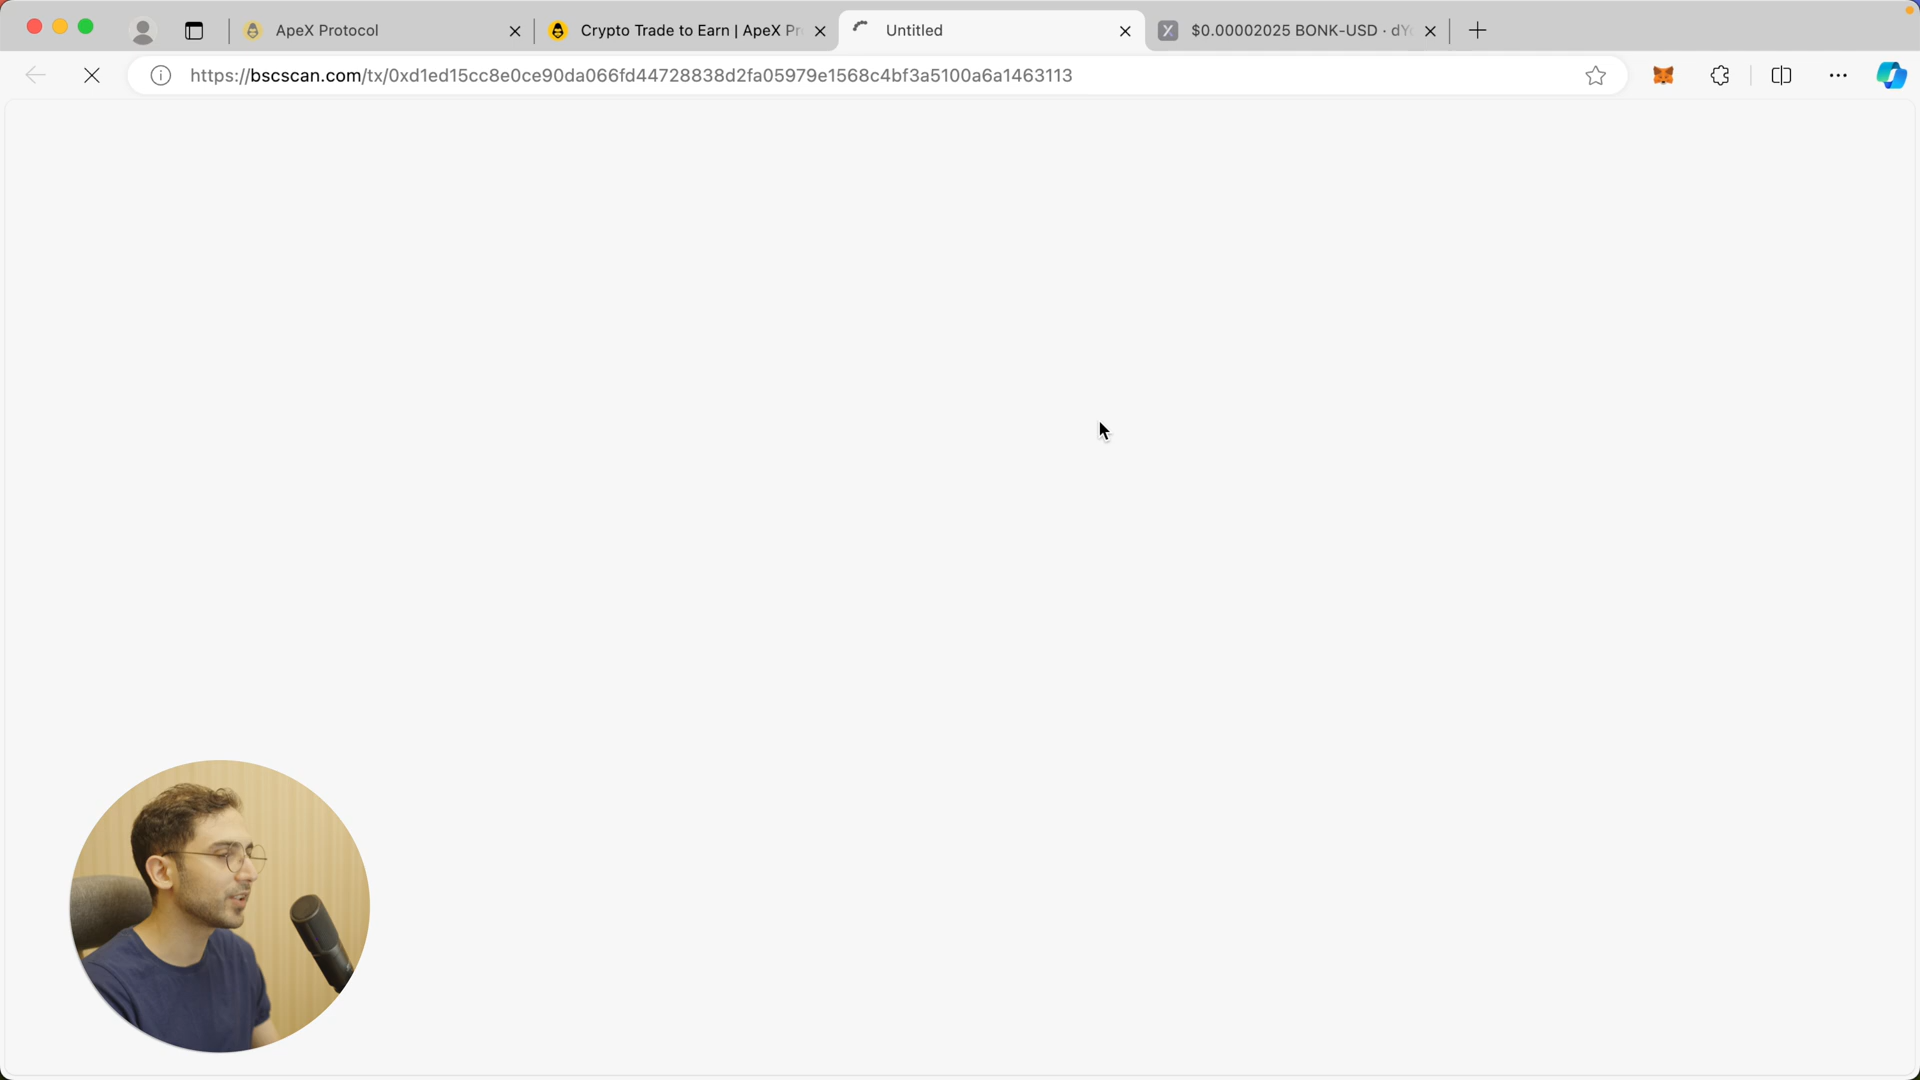 ApeX Protocol
Crypto Trade to Earn | ApeX Pr
Untitled
$0.00002025 BONK-USD · dY
https://bscscan.com/tx/0xd1ed15cc8e0ce90da066fd44728838d2fa05979e1568c4bf3a5100a6a1463113